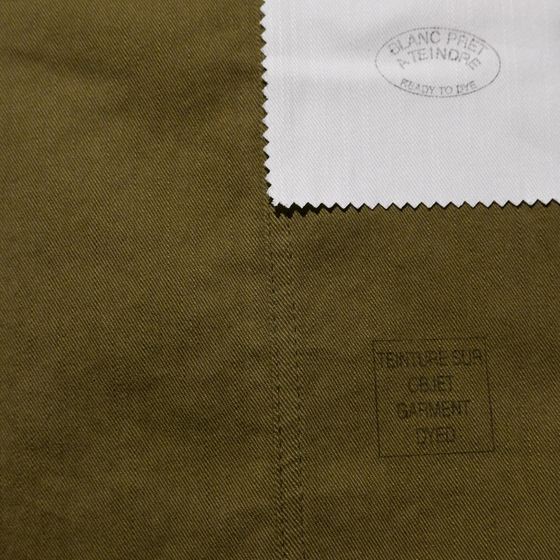 BLANC PRET
A TEINDRE
READY TO DYE
TEINTURE SUR
OBJET
GARMENT
DYED